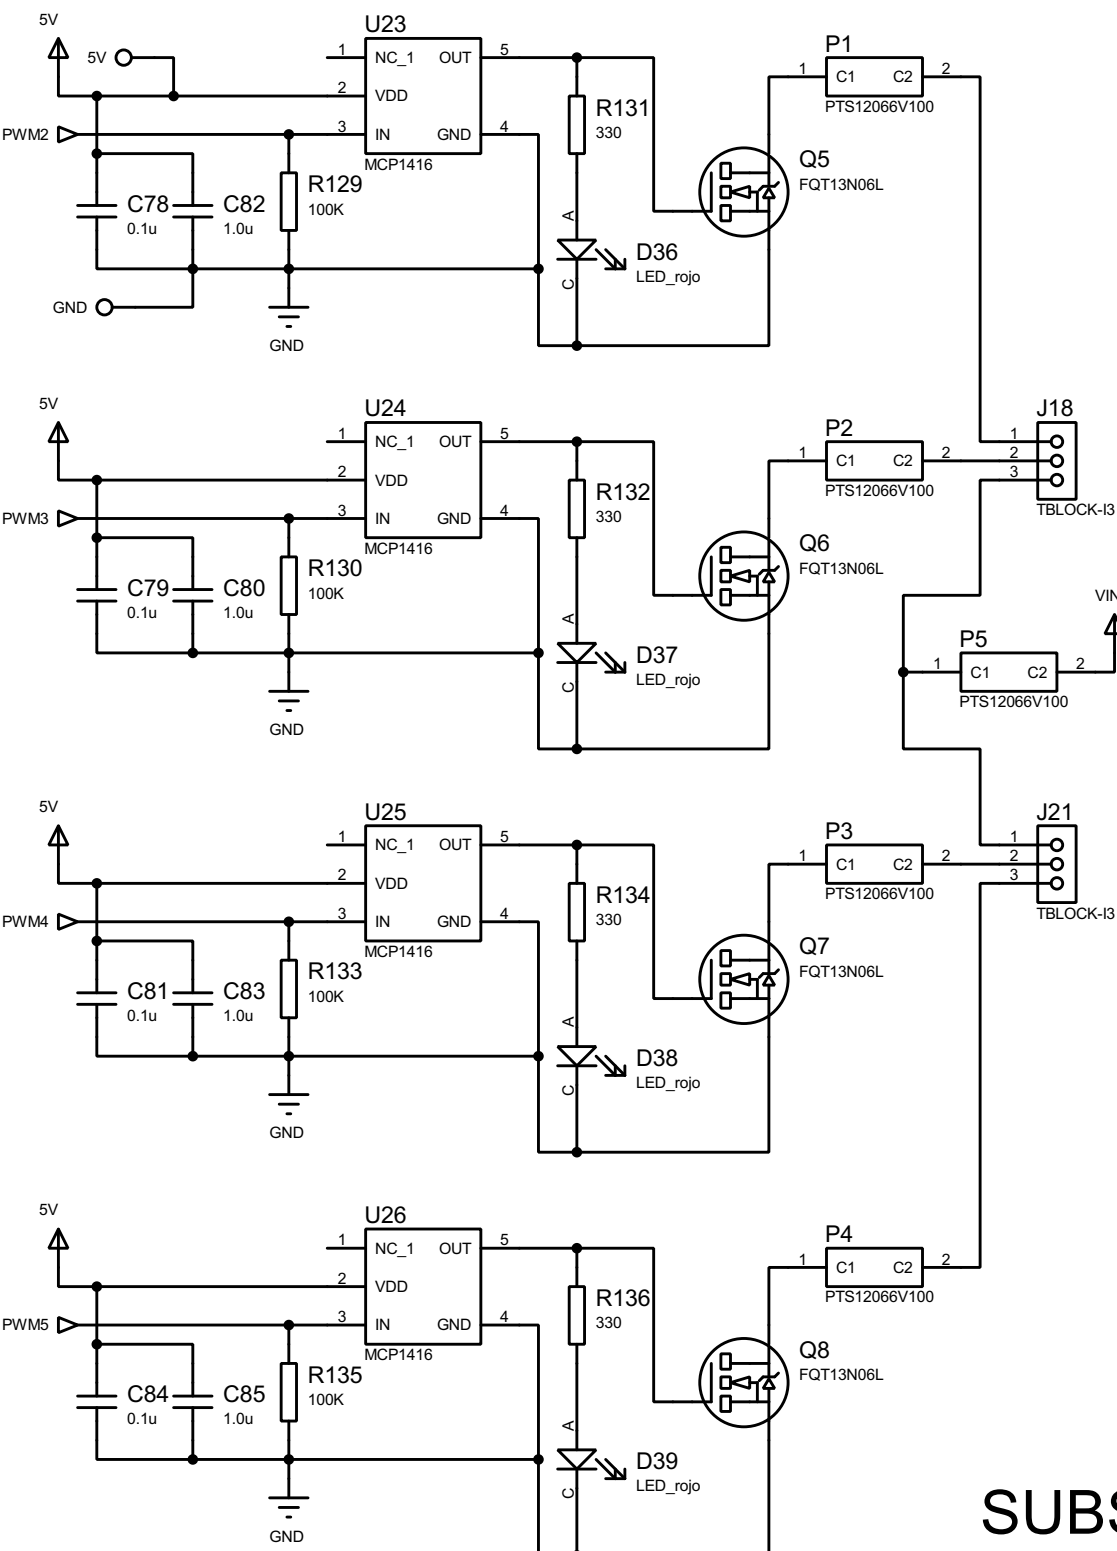 5V
5V
PWM2
U23
1 NC_1 OUT 5
2 VDD
3 IN GND 4
MCP1416
R129
100K
C78
0.1u
C82
1.0u
GND
GND
R131
330
A
C
D36
LED_rojo
Q5
FQT13N06L
P1
1 C1 C2 2
PTS12066V100
5V
PWM3
U24
1 NC_1 OUT 5
2 VDD
3 IN GND 4
MCP1416
R130
100K
C79
0.1u
C80
1.0u
GND
R132
330
A
C
D37
LED_rojo
Q6
FQT13N06L
P2
1 C1 C2 2
PTS12066V100
J18
1
2
3
TBLOCK-I3
VIN
P5
1 C1 C2 2
PTS12066V100
5V
PWM4
U25
1 NC_1 OUT 5
2 VDD
3 IN GND 4
MCP1416
R133
100K
C81
0.1u
C83
1.0u
GND
R134
330
A
C
D38
LED_rojo
Q7
FQT13N06L
P3
1 C1 C2 2
PTS12066V100
J21
1
2
3
TBLOCK-I3
5V
PWM5
U26
1 NC_1 OUT 5
2 VDD
3 IN GND 4
MCP1416
R135
100K
C84
0.1u
C85
1.0u
GND
R136
330
A
C
D39
LED_rojo
Q8
FQT13N06L
P4
1 C1 C2 2
PTS12066V100